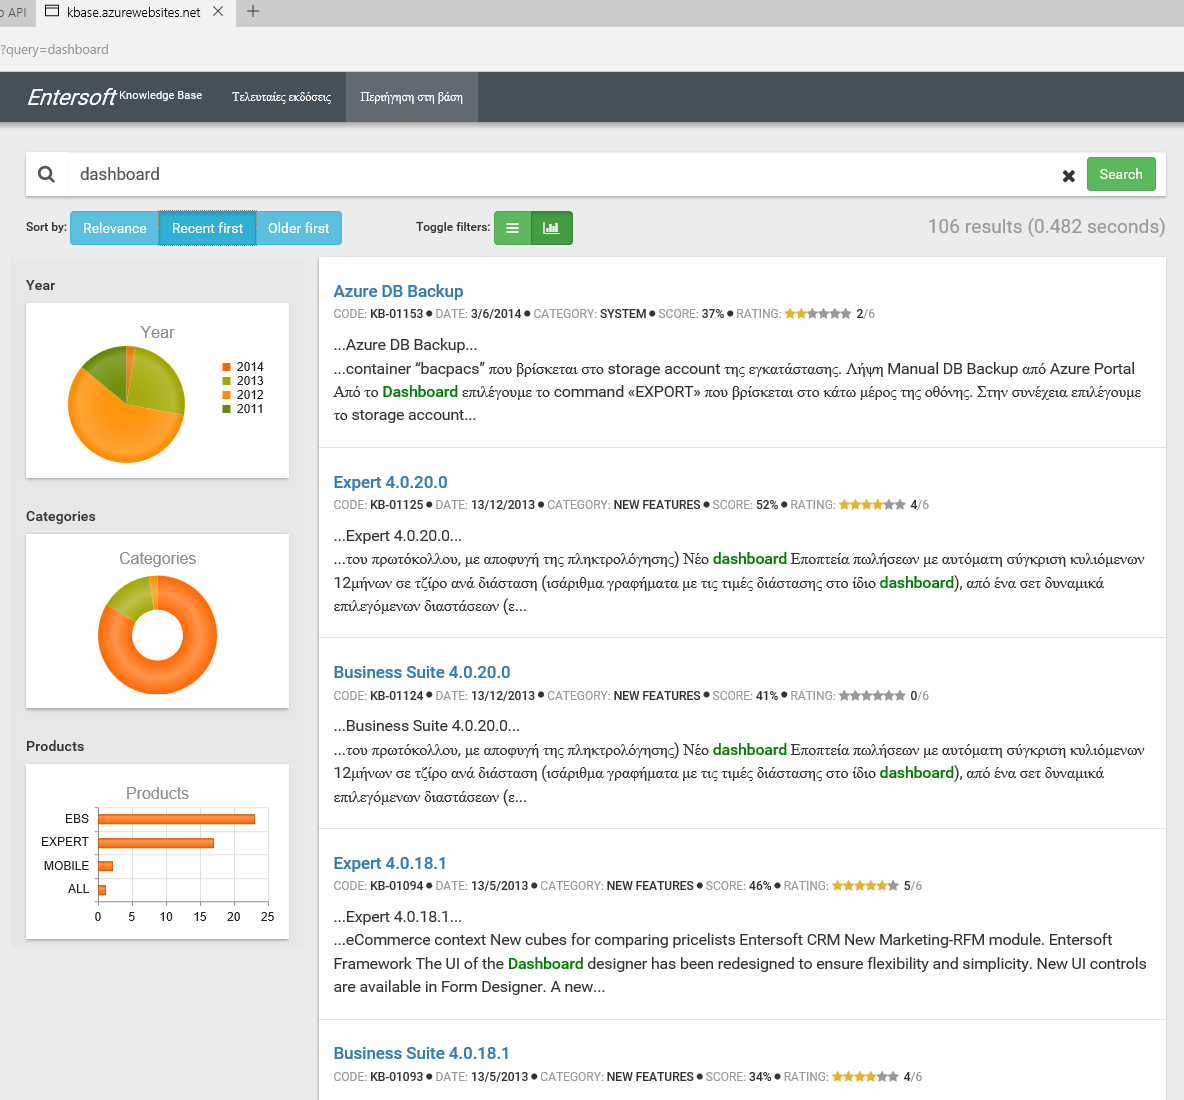 o API
kbase.azurewebsites.net
?query=dashboard
Entersoft Knowledge Base
Τελευταίες εκδόσεις
Περιήγηση στη βάση
dashboard
Search
Sort by:
Relevance
Recent first
Older first
Toggle filters:
106 results (0.482 seconds)
Year
Year
2014
2013
2012
2011
Categories
Categories
Products
Products
EBS
EXPERT
MOBILE
ALL
0 5 10 15 20 25
Azure DB Backup
CODE: KB-01153 ● DATE: 3/6/2014 ● CATEGORY: SYSTEM ● SCORE: 37% ● RATING: 2/6
...Azure DB Backup...
...container “bacpacs” που βρίσκεται στο storage account της εγκατάστασης. Λήψη Manual DB Backup από Azure Portal
Από το Dashboard επιλέγουμε το command «EXPORT» που βρίσκεται στο κάτω μέρος της οθόνης. Στην συνέχεια επιλέγουμε
το storage account...
Expert 4.0.20.0
CODE: KB-01125 ● DATE: 13/12/2013 ● CATEGORY: NEW FEATURES ● SCORE: 52% ● RATING: 4/6
...Expert 4.0.20.0...
...του πρωτόκολλου, με αποφυγή της πληκτρολόγησης) Νέο dashboard Εποπτεία πωλήσεων με αυτόματη σύγκριση κυλιόμενων
12μήνων σε τζίρο ανά διάσταση (ισάριθμα γραφήματα με τις τιμές διάστασης στο ίδιο dashboard), από ένα σετ δυναμικά
επιλεγόμενων διαστάσεων (ε...
Business Suite 4.0.20.0
CODE: KB-01124 ● DATE: 13/12/2013 ● CATEGORY: NEW FEATURES ● SCORE: 41% ● RATING: 0/6
...Business Suite 4.0.20.0...
...του πρωτόκολλου, με αποφυγή της πληκτρολόγησης) Νέο dashboard Εποπτεία πωλήσεων με αυτόματη σύγκριση κυλιόμενων
12μήνων σε τζίρο ανά διάσταση (ισάριθμα γραφήματα με τις τιμές διάστασης στο ίδιο dashboard), από ένα σετ δυναμικά
επιλεγόμενων διαστάσεων (ε...
Expert 4.0.18.1
CODE: KB-01094 ● DATE: 13/5/2013 ● CATEGORY: NEW FEATURES ● SCORE: 46% ● RATING: 5/6
...Expert 4.0.18.1...
...eCommerce context New cubes for comparing pricelists Entersoft CRM New Marketing-RFM module. Entersoft
Framework The UI of the Dashboard designer has been redesigned to ensure flexibility and simplicity. New UI controls
are available in Form Designer. A new...
Business Suite 4.0.18.1
CODE: KB-01093 ● DATE: 13/5/2013 ● CATEGORY: NEW FEATURES ● SCORE: 34% ● RATING: 4/6